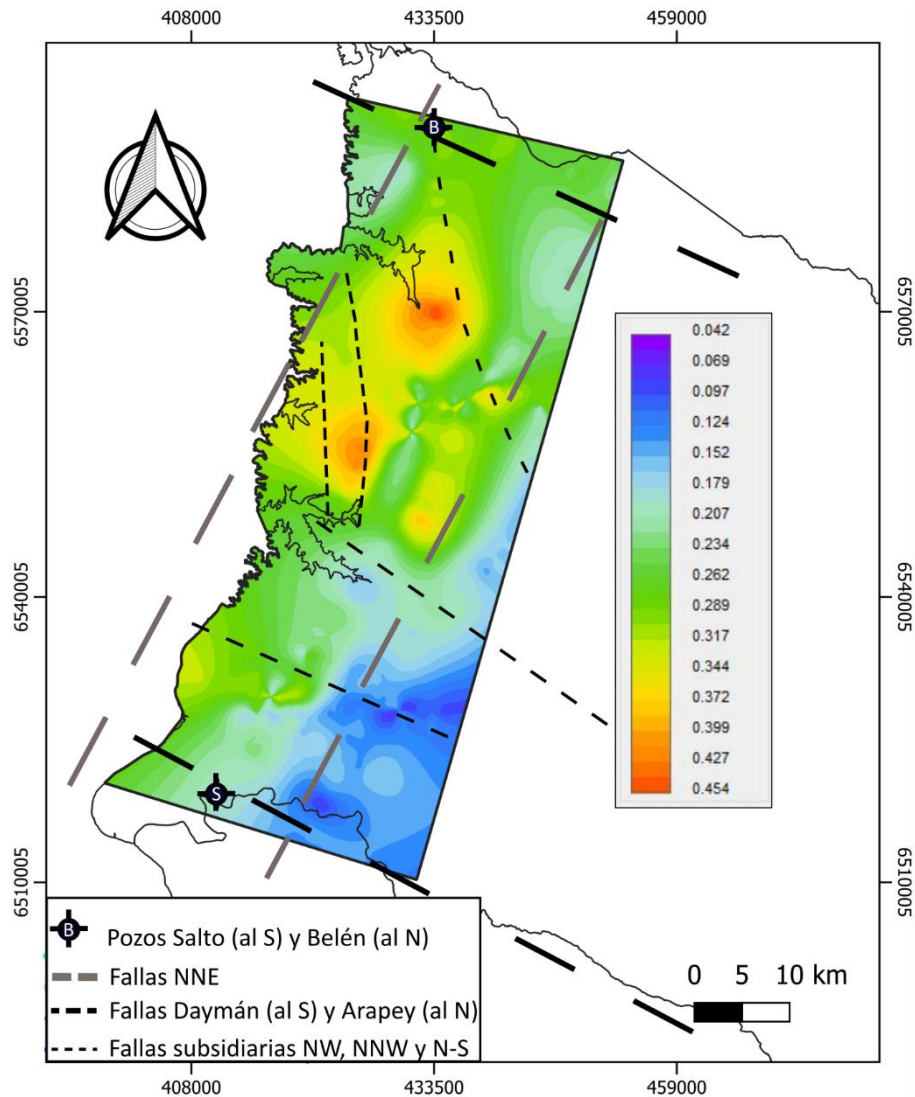 408000 433500 459000
B
6570005 6570005
0.042
0.069
0.097
0.124
0.152
0.179
0.207
0.234
0.262
0.289
0.317
0.344
0.372
0.399
0.427
0.454
6540005 6540005
S
6510005 6510005
B Pozos Salto (al S) y Belén (al N)
Fallas NNE
Fallas Daymán (al S) y Arapey (al N)
Fallas subsidiarias NW, NNW y N-S
0 5 10 km
408000 433500 459000